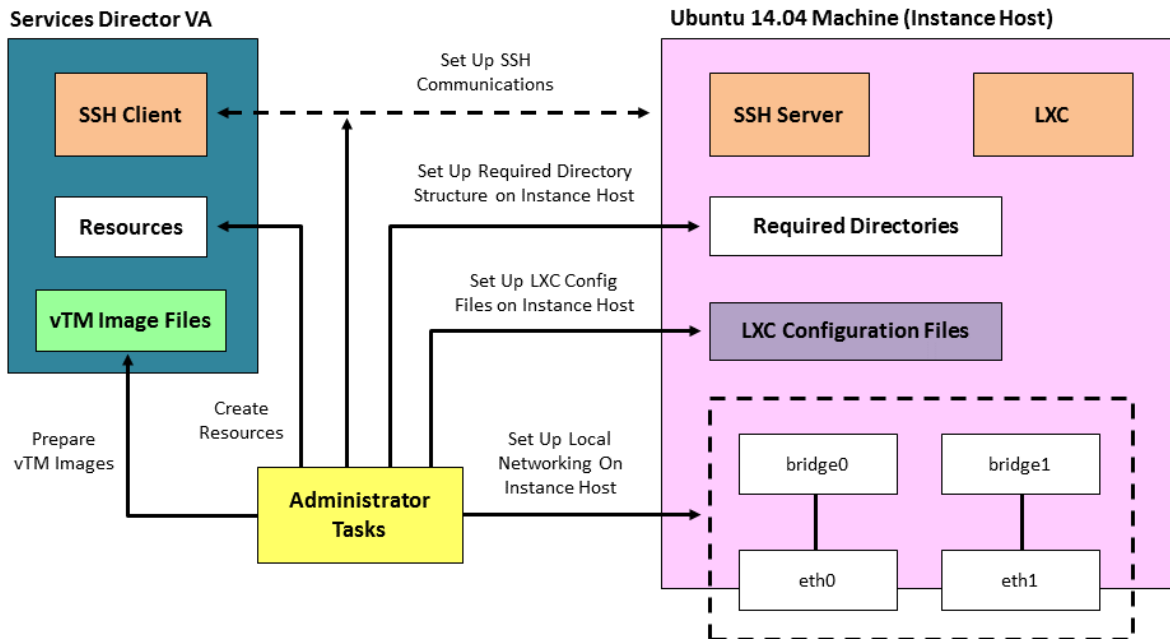 Services Director VA
Ubuntu 14.04 Machine (Instance Host)
SSH Client
Set Up SSH
Communications
SSH Server
LXC
Resources
Set Up Required Directory
Structure on Instance Host
Required Directories
vTM Image Files
Set Up LXC Config
Files on Instance Host
LXC Configuration Files
Prepare
vTM Images
Create
Resources
Administrator
Tasks
Set Up Local
Networking On
Instance Host
bridge0
bridge1
eth0
eth1